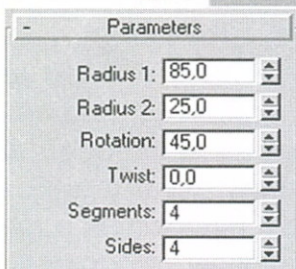 - Parameters
Radius 1: 85,0
Radius 2: 25,0
Rotation: 45,0
Twist: 0,0
Segments: 4
Sides: 4